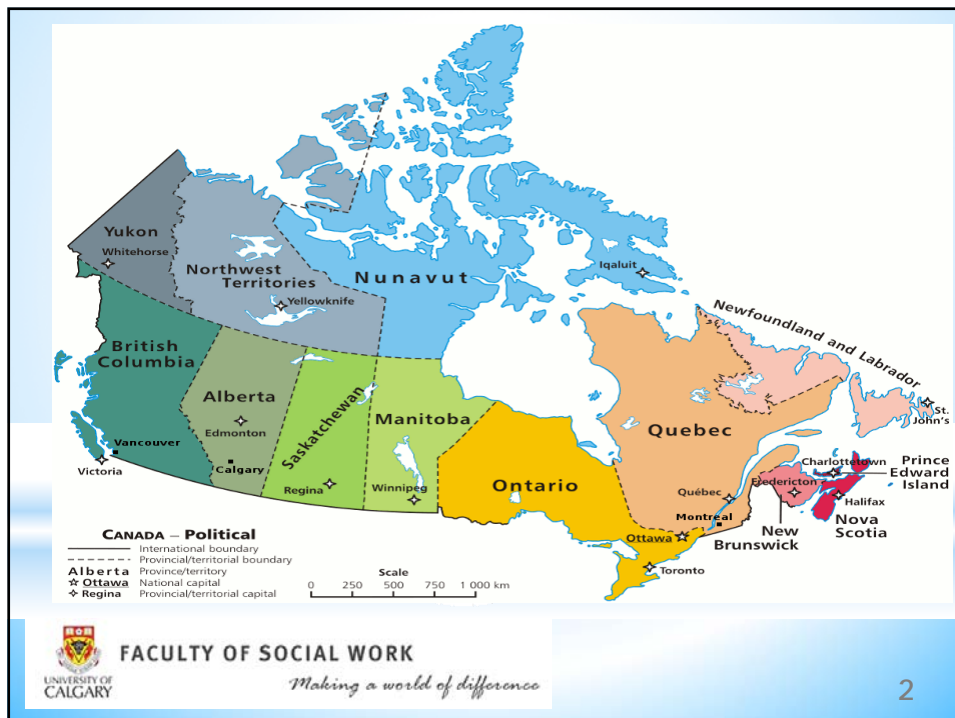 Yukon
Whitehorse
Northwest
Territories
Yellowknife
Nunavut
Iqaluit
Newfoundland and Labrador
St.
John's
British
Columbia
Vancouver
Victoria
Alberta
Edmonton
Calgary
Saskatchewan
Regina
Manitoba
Winnipeg
Ontario
Ottawa
Toronto
Quebec
Québec
Montreal
Charlottetown
Prince
Edward
Island
Fredericton
New
Brunswick
Halifax
Nova
Scotia
CANADA – Political
International boundary
Provincial/territorial boundary
Alberta Province/territory
Ottawa National capital
Regina Provincial/territorial capital
Scale
0 250 500 750 1 000 km
UNIVERSITY OF
CALGARY
FACULTY OF SOCIAL WORK
Making a world of difference
2